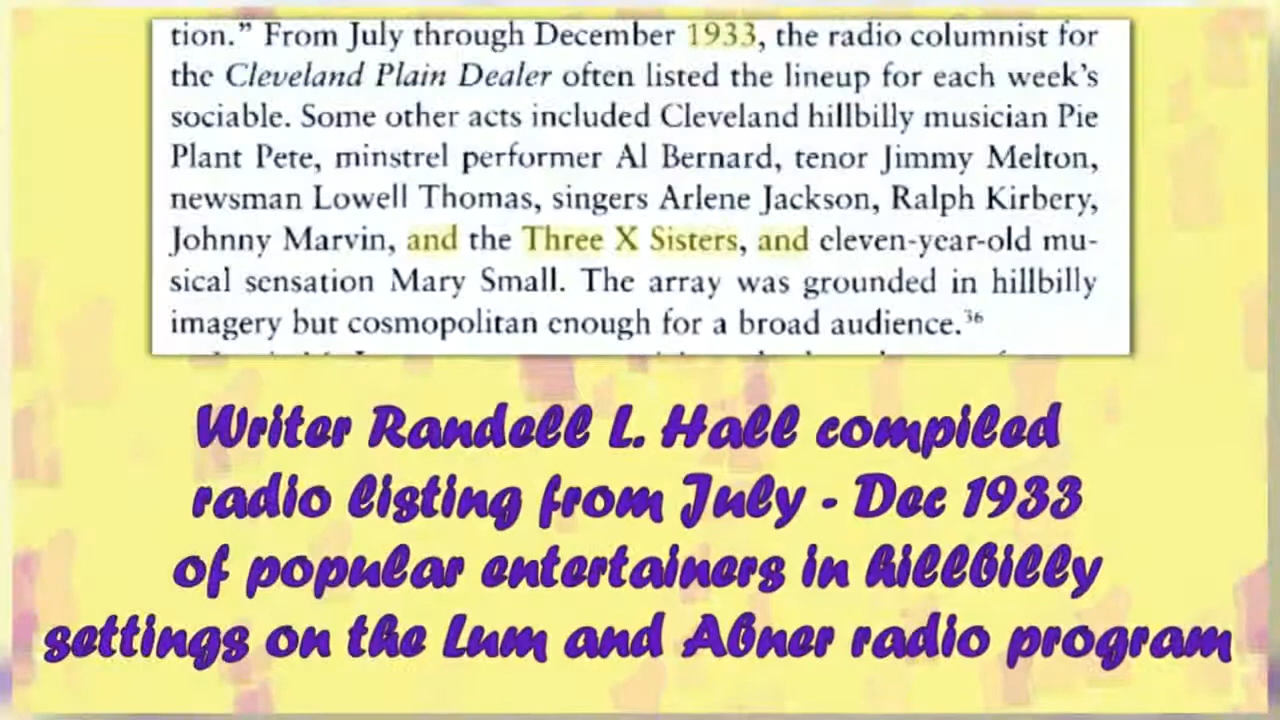 tion.” From July through December 1933, the radio columnist for
the Cleveland Plain Dealer often listed the lineup for each week’s
sociable. Some other acts included Cleveland hillbilly musician Pie
Plant Pete, minstrel performer Al Bernard, tenor Jimmy Melton,
newsman Lowell Thomas, singers Arlene Jackson, Ralph Kirbery,
Johnny Marvin, and the Three X Sisters, and eleven-year-old mu-
sical sensation Mary Small. The array was grounded in hillbilly
imagery but cosmopolitan enough for a broad audience.36
Writer Randell L. Hall compiled
radio listing from July - Dec 1933
of popular entertainers in hillbilly
settings on the Lum and Abner radio program